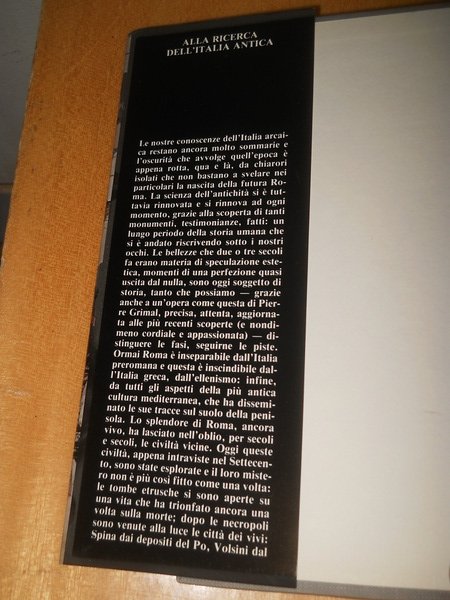 ALLA RICERCA
DELL'ITALIA ANTICA
Le nostre conoscenze dell'Italia arcai-
ca restano ancora molto sommarie e
l'oscurità che avvolge quell'epoca è
appena rotta, qua e là, da chiarori
isolati che non bastano a svelare nei
particolari la nascita della futura Ro-
ma. La scienza dell'antichità si è tut-
tavia rinnovata e si rinnova ad ogni
momento, grazie alla scoperta di tanti
monumenti, testimonianze, fatti: un
lungo periodo della storia umana che
si è andato riscrivendo sotto i nostri
occhi. Le bellezze che due o tre secoli
fa erano materia di speculazione este-
tica, momenti di una perfezione quasi
uscita dal nulla, sono oggi soggetto di
storia, tanto che possiamo — grazie
anche a un'opera come questa di Pier-
re Grimal, precisa, attenta, aggiorna-
ta alle più recenti scoperte (e nondi-
meno cordiale e appassionata) — di-
stinguere le fasi, seguirne le piste.
Ormai Roma è inseparabile dall'Italia
preromana e questa è inscindibile dal-
l'Italia greca, dall'ellenismo: infine,
da tutti gli aspetti della più antica
cultura mediterranea, che ha dissemi-
nato le sue tracce sul suolo della peni-
sola. Lo splendore di Roma, ancora
vivo, ha lasciato nell'oblio, per secoli
e secoli, le civiltà vicine. Oggi queste
civiltà, appena intraviste nel Settecen-
to, sono state esplorate e il loro miste-
ro non è più così fitto come una volta:
le tombe etrusche si sono aperte su
una vita che ha trionfato ancora una
volta sulla morte; dopo le necropoli
sono venute alla luce le città dei vivi:
Spina dai depositi del Po, Volsini dal